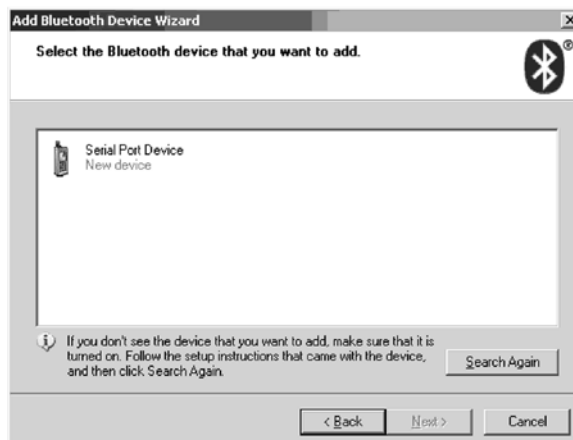 Add Bluetooth Device Wizard
Select the Bluetooth device that you want to add.
®
Serial Port Device
New device
If you don't see the device that you want to add, make sure that it is
turned on. Follow the setup instructions that came with the device,
and then click Search Again.
Search Again
< Back
Next >
Cancel